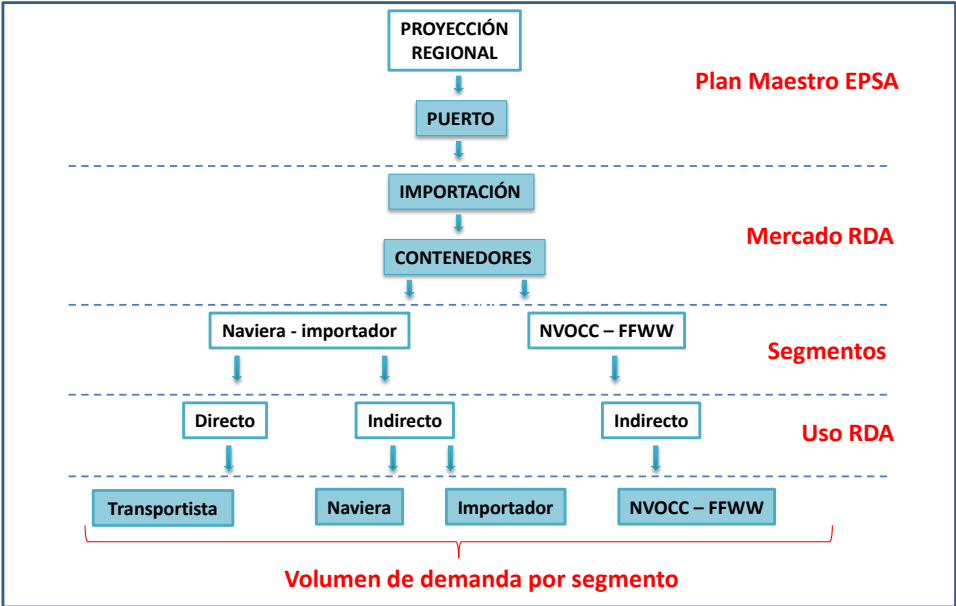 PROYECCIÓN
REGIONAL
Plan Maestro EPSA
PUERTO
IMPORTACIÓN
Mercado RDA
CONTENEDORES
Naviera - importador
NVOCC – FFWW
Segmentos
Directo
Indirecto
Indirecto
Uso RDA
Transportista
Naviera
Importador
NVOCC – FFWW
Volumen de demanda por segmento